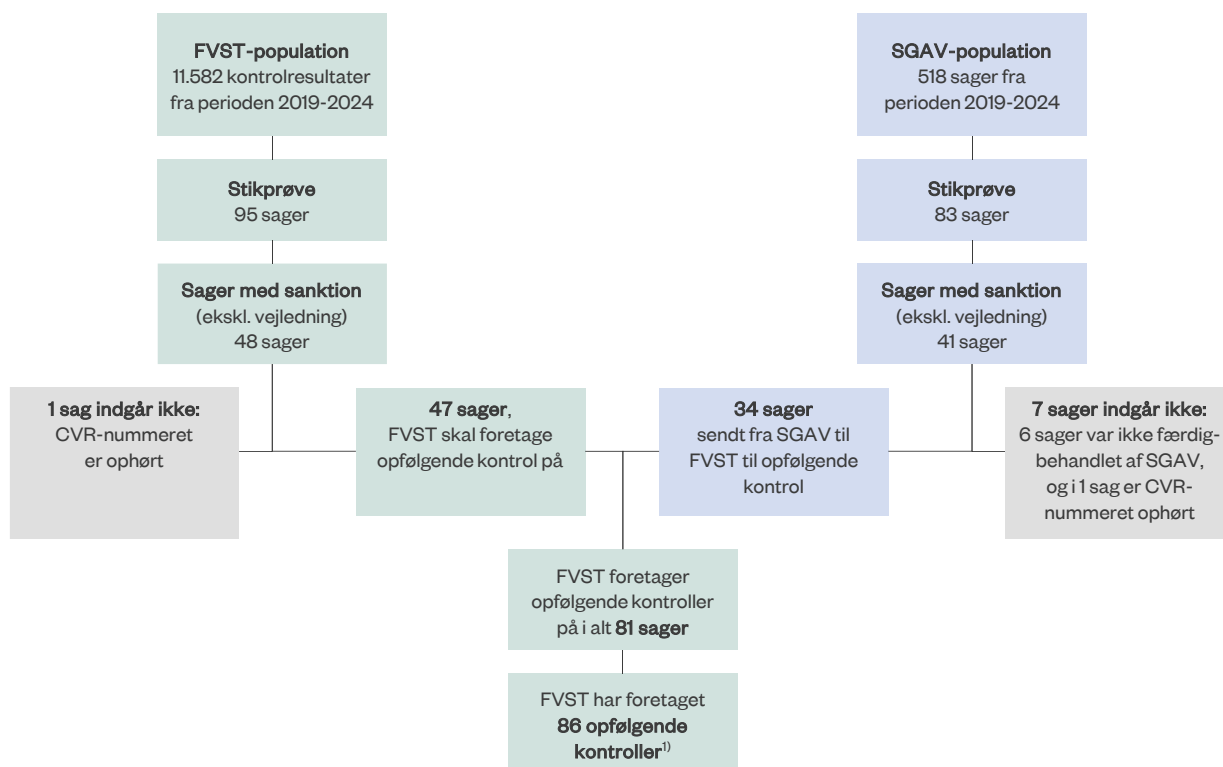 FVST-population
11.582 kontrolresultater
fra perioden 2019-2024
SGAV-population
518 sager fra
perioden 2019-2024
Stikprøve
95 sager
Stikprøve
83 sager
Sager med sanktion
(ekskl. vejledning)
48 sager
Sager med sanktion
(ekskl. vejledning)
41 sager
1 sag indgår ikke:
CVR-nummeret
er ophørt
47 sager,
FVST skal foretage
opfølgende kontrol på
34 sager
sendt fra SGAV til
FVST til opfølgende
kontrol
7 sager indgår ikke:
6 sager var ikke færdig-
behandlet af SGAV,
og i 1 sag er CVR-
nummeret ophørt
FVST foretager
opfølgende kontroller
på i alt 81 sager
FVST har foretaget
86 opfølgende
kontroller1)